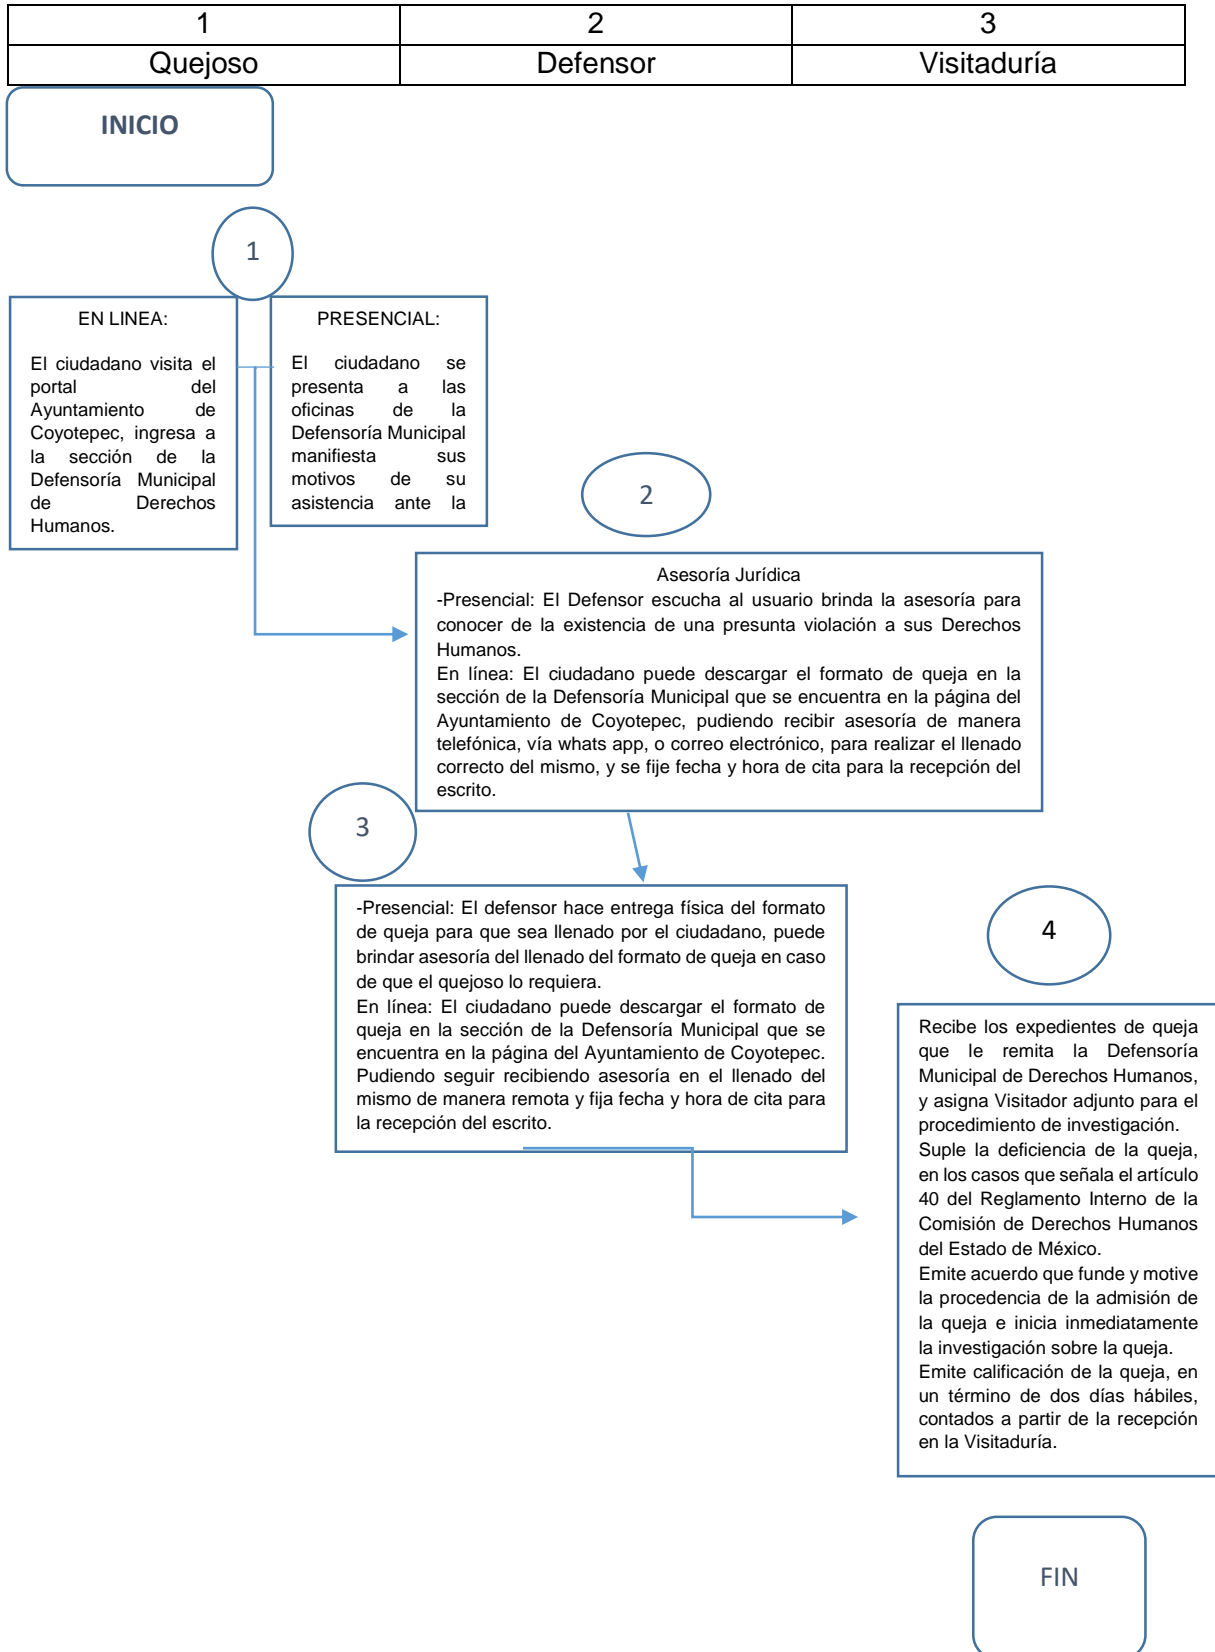 1 2 3
Quejoso Defensor Visitaduría
INICIO
1
EN LINEA:
El ciudadano visita el
portal del
Ayuntamiento de
Coyotepec, ingresa a
la sección de la
Defensoría Municipal
de Derechos
Humanos.
PRESENCIAL:
El ciudadano se
presenta a las
oficinas de la
Defensoría Municipal
manifiesta sus
motivos de su
asistencia ante la
2
Asesoría Jurídica
-Presencial: El Defensor escucha al usuario brinda la asesoría para
conocer de la existencia de una presunta violación a sus Derechos
Humanos.
En línea: El ciudadano puede descargar el formato de queja en la
sección de la Defensoría Municipal que se encuentra en la página del
Ayuntamiento de Coyotepec, pudiendo recibir asesoría de manera
telefónica, vía whats app, o correo electrónico, para realizar el llenado
correcto del mismo, y se fije fecha y hora de cita para la recepción del
escrito.
3
-Presencial: El defensor hace entrega física del formato
de queja para que sea llenado por el ciudadano, puede
brindar asesoría del llenado del formato de queja en caso
de que el quejoso lo requiera.
En línea: El ciudadano puede descargar el formato de
queja en la sección de la Defensoría Municipal que se
encuentra en la página del Ayuntamiento de Coyotepec.
Pudiendo seguir recibiendo asesoría en el llenado del
mismo de manera remota y fija fecha y hora de cita para
la recepción del escrito.
4
Recibe los expedientes de queja
que le remita la Defensoría
Municipal de Derechos Humanos,
y asigna Visitador adjunto para el
procedimiento de investigación.
Suple la deficiencia de la queja,
en los casos que señala el artículo
40 del Reglamento Interno de la
Comisión de Derechos Humanos
del Estado de México.
Emite acuerdo que funde y motive
la procedencia de la admisión de
la queja e inicia inmediatamente
la investigación sobre la queja.
Emite calificación de la queja, en
un término de dos días hábiles,
contados a partir de la recepción
en la Visitaduría.
FIN